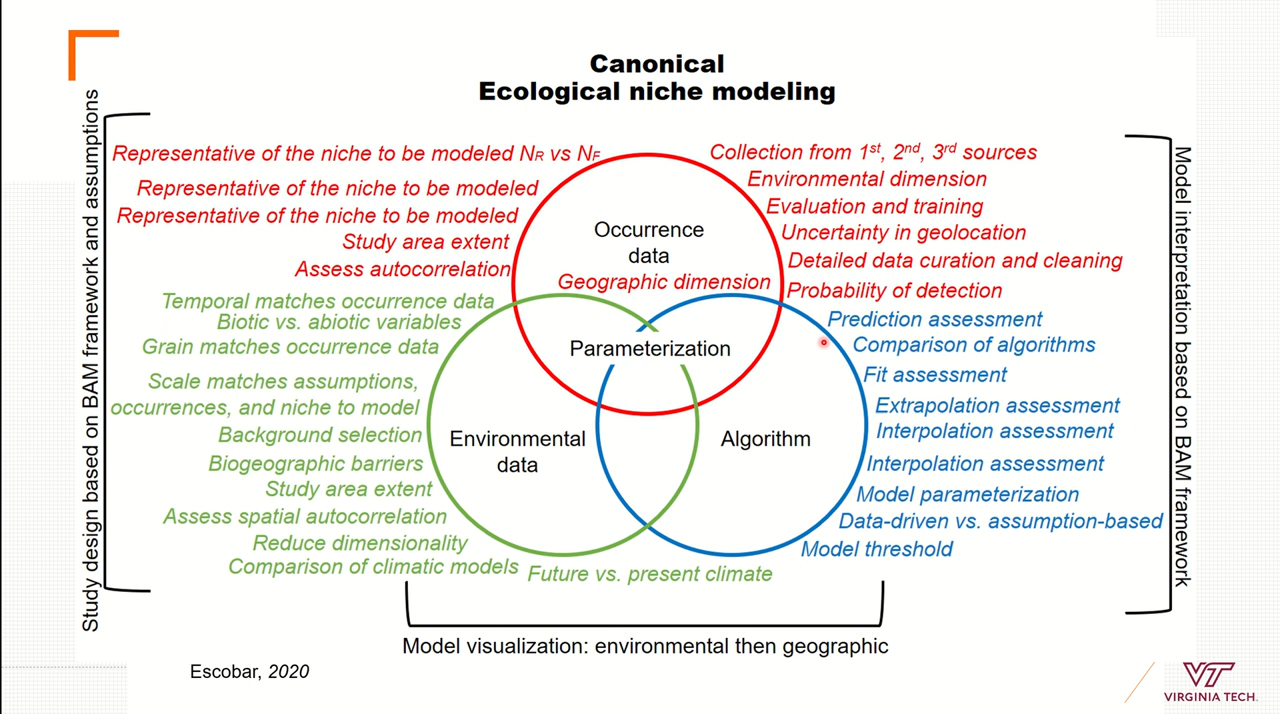 Canonical
Ecological niche modeling
Study design based on BAM framework and assumptions
Representative of the niche to be modeled NR vs NF
Representative of the niche to be modeled
Representative of the niche to be modeled
Study area extent
Assess autocorrelation
Collection from 1st, 2nd, 3rd sources
Environmental dimension
Evaluation and training
Uncertainty in geolocation
Detailed data curation and cleaning
Probability of detection
Occurrence
data
Geographic dimension
Temporal matches occurrence data
Biotic vs. abiotic variables
Grain matches occurrence data
Scale matches assumptions,
occurrences, and niche to model
Background selection
Biogeographic barriers
Study area extent
Assess spatial autocorrelation
Reduce dimensionality
Comparison of climatic models
Future vs. present climate
Parameterization
Environmental
data
Algorithm
Prediction assessment
Comparison of algorithms
Fit assessment
Extrapolation assessment
Interpolation assessment
Interpolation assessment
Model parameterization
Data-driven vs. assumption-based
Model threshold
Model interpretation based on BAM framework
Model visualization: environmental then geographic
Escobar, 2020
VT
VIRGINIA TECH.